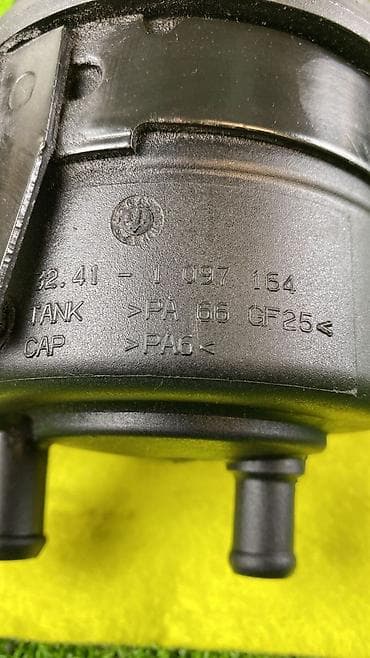 32.41 - 1 097 164
TANK >PA 66 GF25<
CAP >PA6<